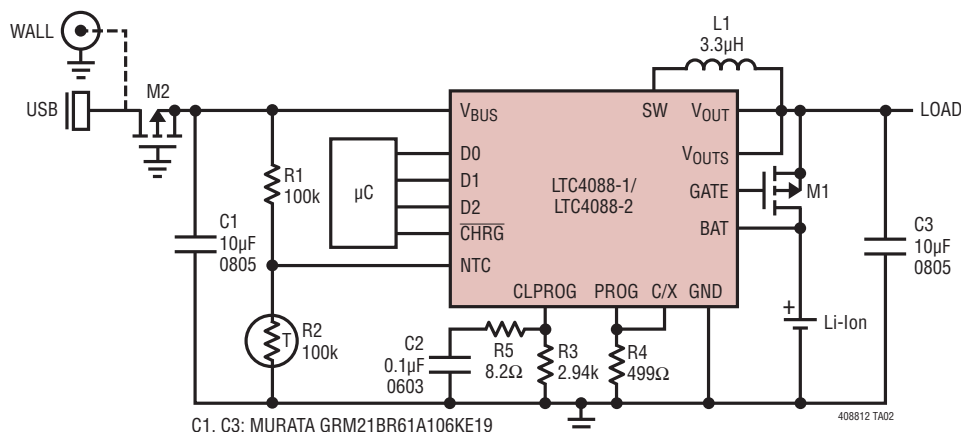 WALL
USB
M2
L1
3.3µH
VBUS
SW
VOUT
LOAD
D0
VOUTS
R1
100k
µC
D1
LTC4088-1/
LTC4088-2
GATE
M1
D2
C1
10µF
0805
CHRG
BAT
C3
10µF
0805
NTC
CLPROG
PROG
C/X
GND
+
Li-Ion
T
R2
100k
C2
0.1µF
0603
R5
8.2Ω
R3
2.94k
R4
499Ω
408812 TA02
C1, C3: MURATA GRM21BR61A106KE19